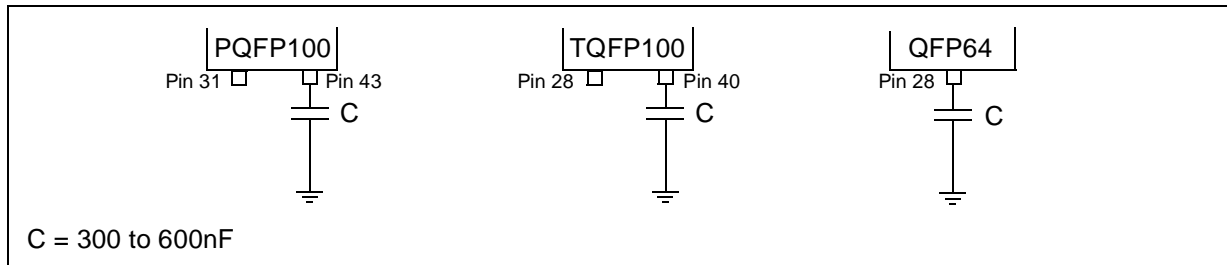 PQFP100
TQFP100
QFP64
Pin 31
Pin 43
Pin 28
Pin 40
Pin 28
C
C
C
C = 300 to 600nF